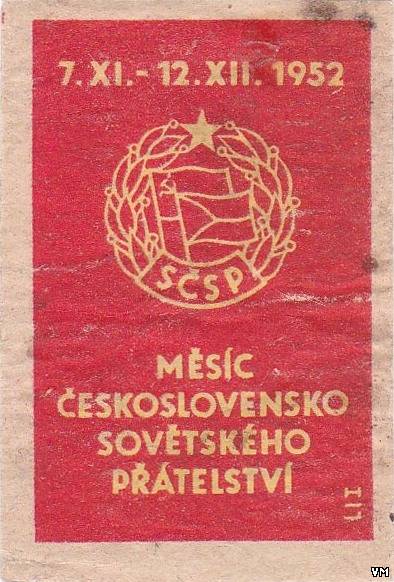 7. XI. - 12. XII. 1952
SČSP
MĚSÍC
ČESKOSLOVENSKO
SOVĚTSKÉHO
PŘÁTELSTVÍ
VM